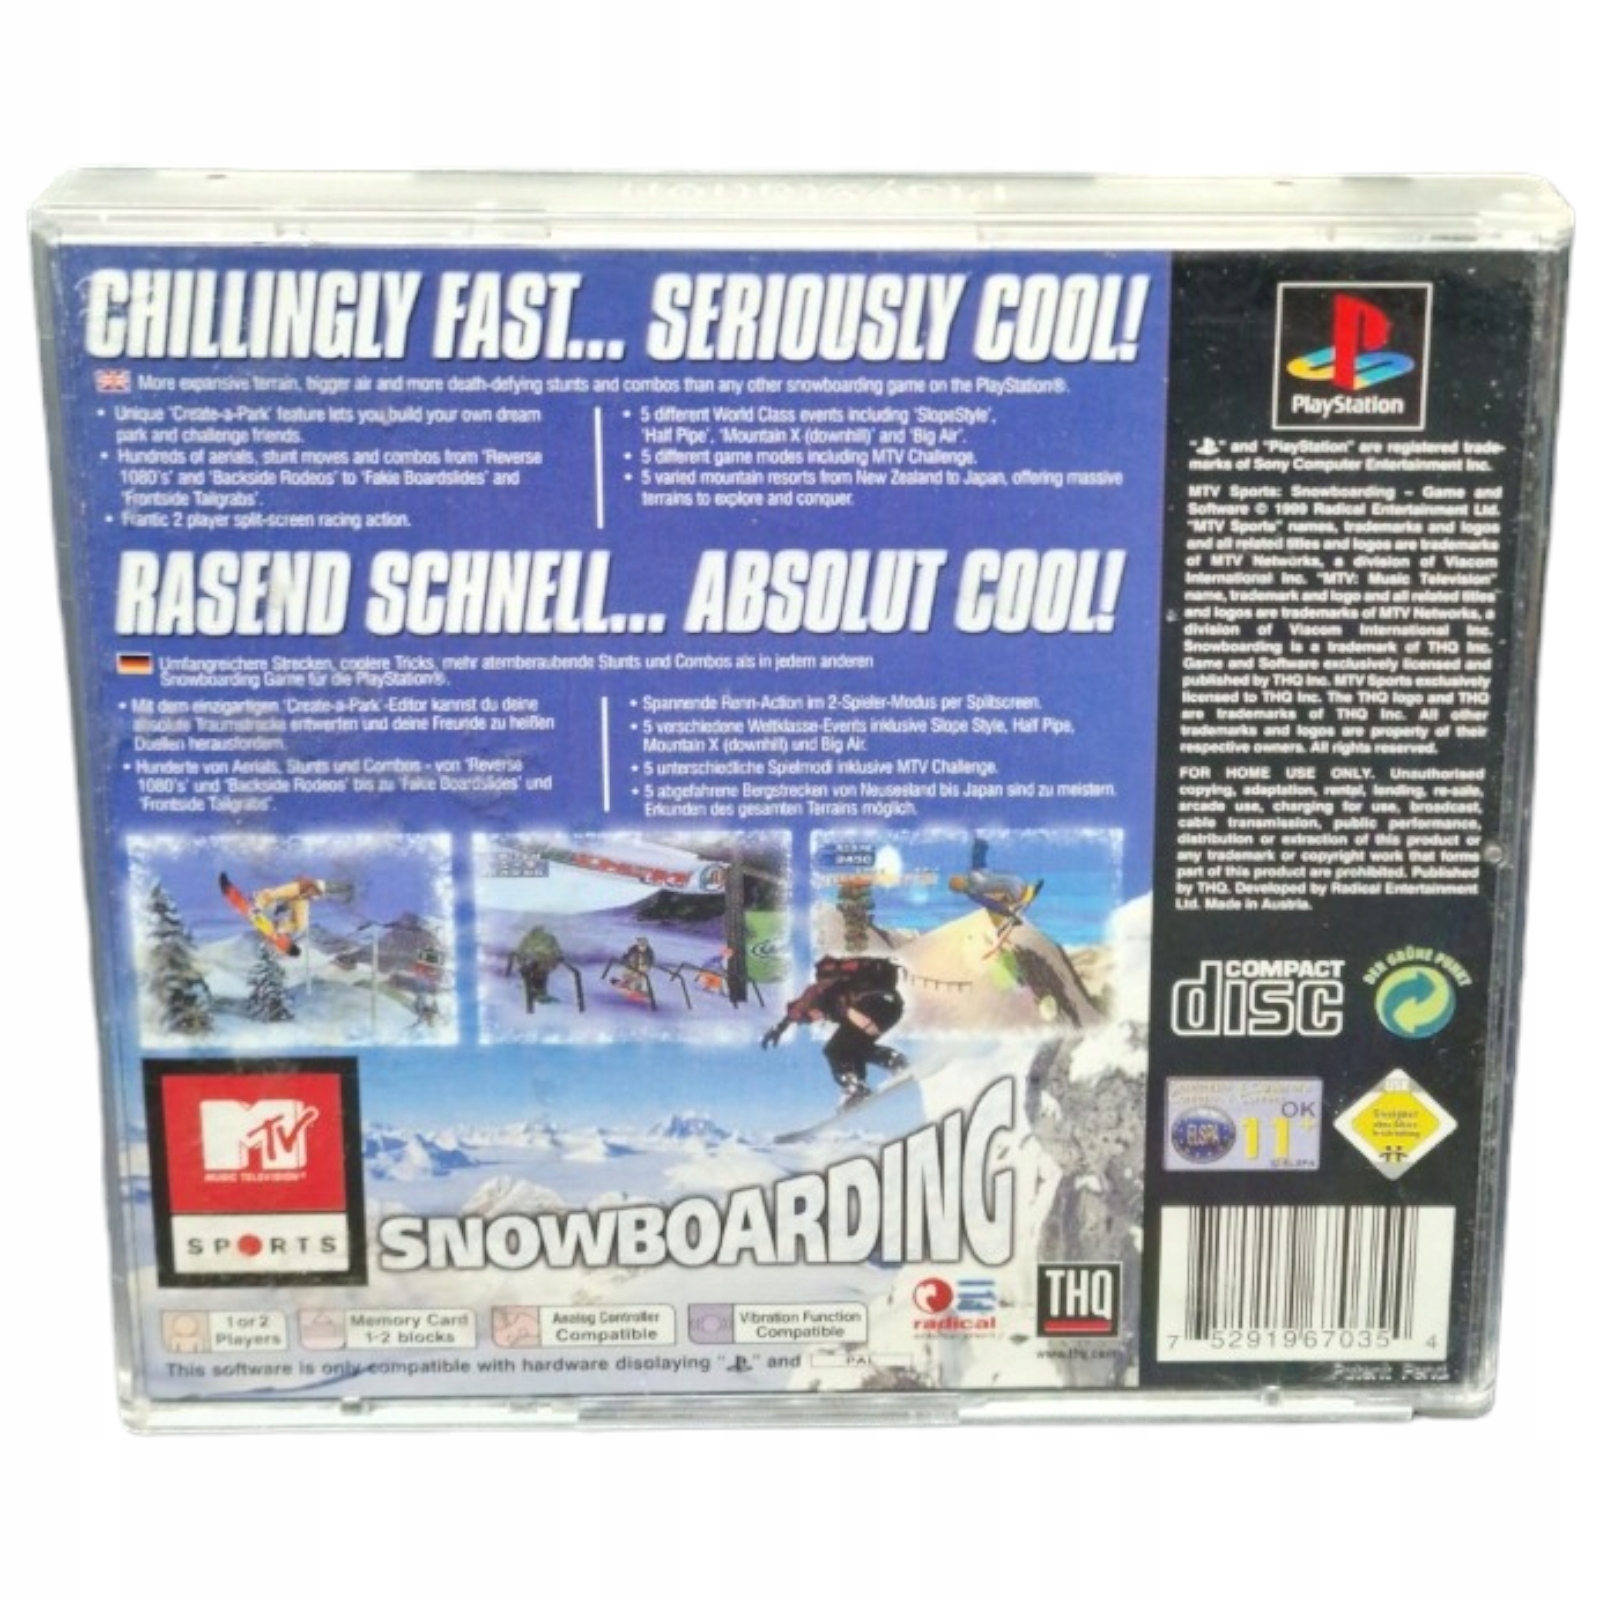 CHILLINGLY FAST... SERIOUSLY COOL!
More expansive terrain, bigger air and more death-defying stunts and combos than any other snowboarding game on the PlayStation®.
• Unique 'Create-a-Park' feature lets you build your own dream
park and challenge friends.
• Hundreds of aerials, stunt moves and combos from 'Reverse
1080's' and 'Backside Rodeos' to 'Fakie Boardslides' and
'Frontside Tailgrabs'.
• Frantic 2 player split-screen racing action.
• 5 different World Class events including 'SlopeStyle',
'Half Pipe', 'Mountain X (downhill)' and 'Big Air'.
• 5 different game modes including MTV Challenge.
• 5 varied mountain resorts from New Zealand to Japan, offering massive
terrains to explore and conquer.
RASEND SCHNELL... ABSOLUT COOL!
Umfangreichere Strecken, coolere Tricks, mehr atemberaubende Stunts und Combos als in jedem anderen
Snowboarding Game für die PlayStation®.
• Mit dem einzigartigen 'Create-a-Park'-Editor kannst du deine
absolute Traumstrecke entwerten und deine Freunde zu heißen
Duellen herausfordern.
• Hunderte von Aerials, Stunts und Combos - von 'Reverse
1080's' und 'Backside Rodeos' bis zu 'Fakie Boardslides' und
'Frontside Tailgrabs'.
• Spannende Renn-Action im 2-Spieler-Modus per Splitscreen.
• 5 verschiedene Weltklasse-Events inklusive Slope Style, Half Pipe,
Mountain X (downhill) und Big Air.
• 5 unterschiedliche Spielmodi inklusive MTV Challenge.
• 5 abgefahrene Bergstrecken von Neuseeland bis Japan sind zu meistern.
Erkunden des gesamten Terrains möglich.
MTV
MUSIC TELEVISION®
SPORTS
SNOWBOARDING
radical
THQ
www.thq.com
1 or 2
Players
Memory Card
1-2 blocks
Analog Controller
Compatible
Vibration Function
Compatible
This software is only compatible with hardware displaying " " and PAL
PlayStation
" " and "PlayStation" are registered trade-
marks of Sony Computer Entertainment Inc.
MTV Sports: Snowboarding – Game and
Software © 1999 Radical Entertainment Ltd.
"MTV Sports" names, trademarks and logos
and all related titles and logos are trademarks
of MTV Networks, a division of Viacom
International Inc. "MTV: Music Television"
name, trademark and logo and all related titles
and logos are trademarks of MTV Networks, a
division of Viacom International Inc.
Snowboarding is a trademark of THQ Inc.
Game and Software exclusively licensed and
published by THQ Inc. MTV Sports exclusively
licensed to THQ Inc. The THQ logo and THQ
are trademarks of THQ Inc. All other
trademarks and logos are property of their
respective owners. All rights reserved.
FOR HOME USE ONLY. Unauthorised
copying, adaptation, rental, lending, re-sale,
arcade use, charging for use, broadcast,
cable transmission, public performance,
distribution or extraction of this product or
any trademark or copyright work that forms
part of this product are prohibited. Published
by THQ. Developed by Radical Entertainment
Ltd. Made in Austria.
COMPACT
disc
DER GRÜNE PUNKT
ELSPA
OK
11+
USK
7 52919 67035 4
Patent Pend.